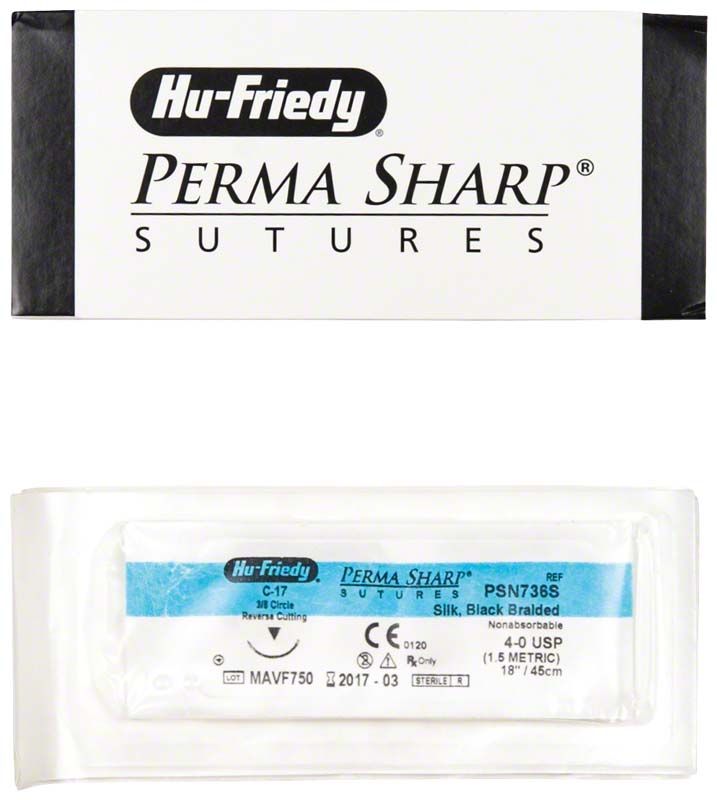 Hu-Friedy®
PERMA SHARP®
SUTURES
Hu-Friedy®
C-17
3/8 Circle
Reverse Cutting
LOT MAVF750
PERMA SHARP®
SUTURES
CE 0120
2 Rx Only
2017 - 03
STERILE R
REF
PSN736S
Silk, Black Braided
Nonabsorbable
4-0 USP
(1.5 METRIC)
18" / 45cm